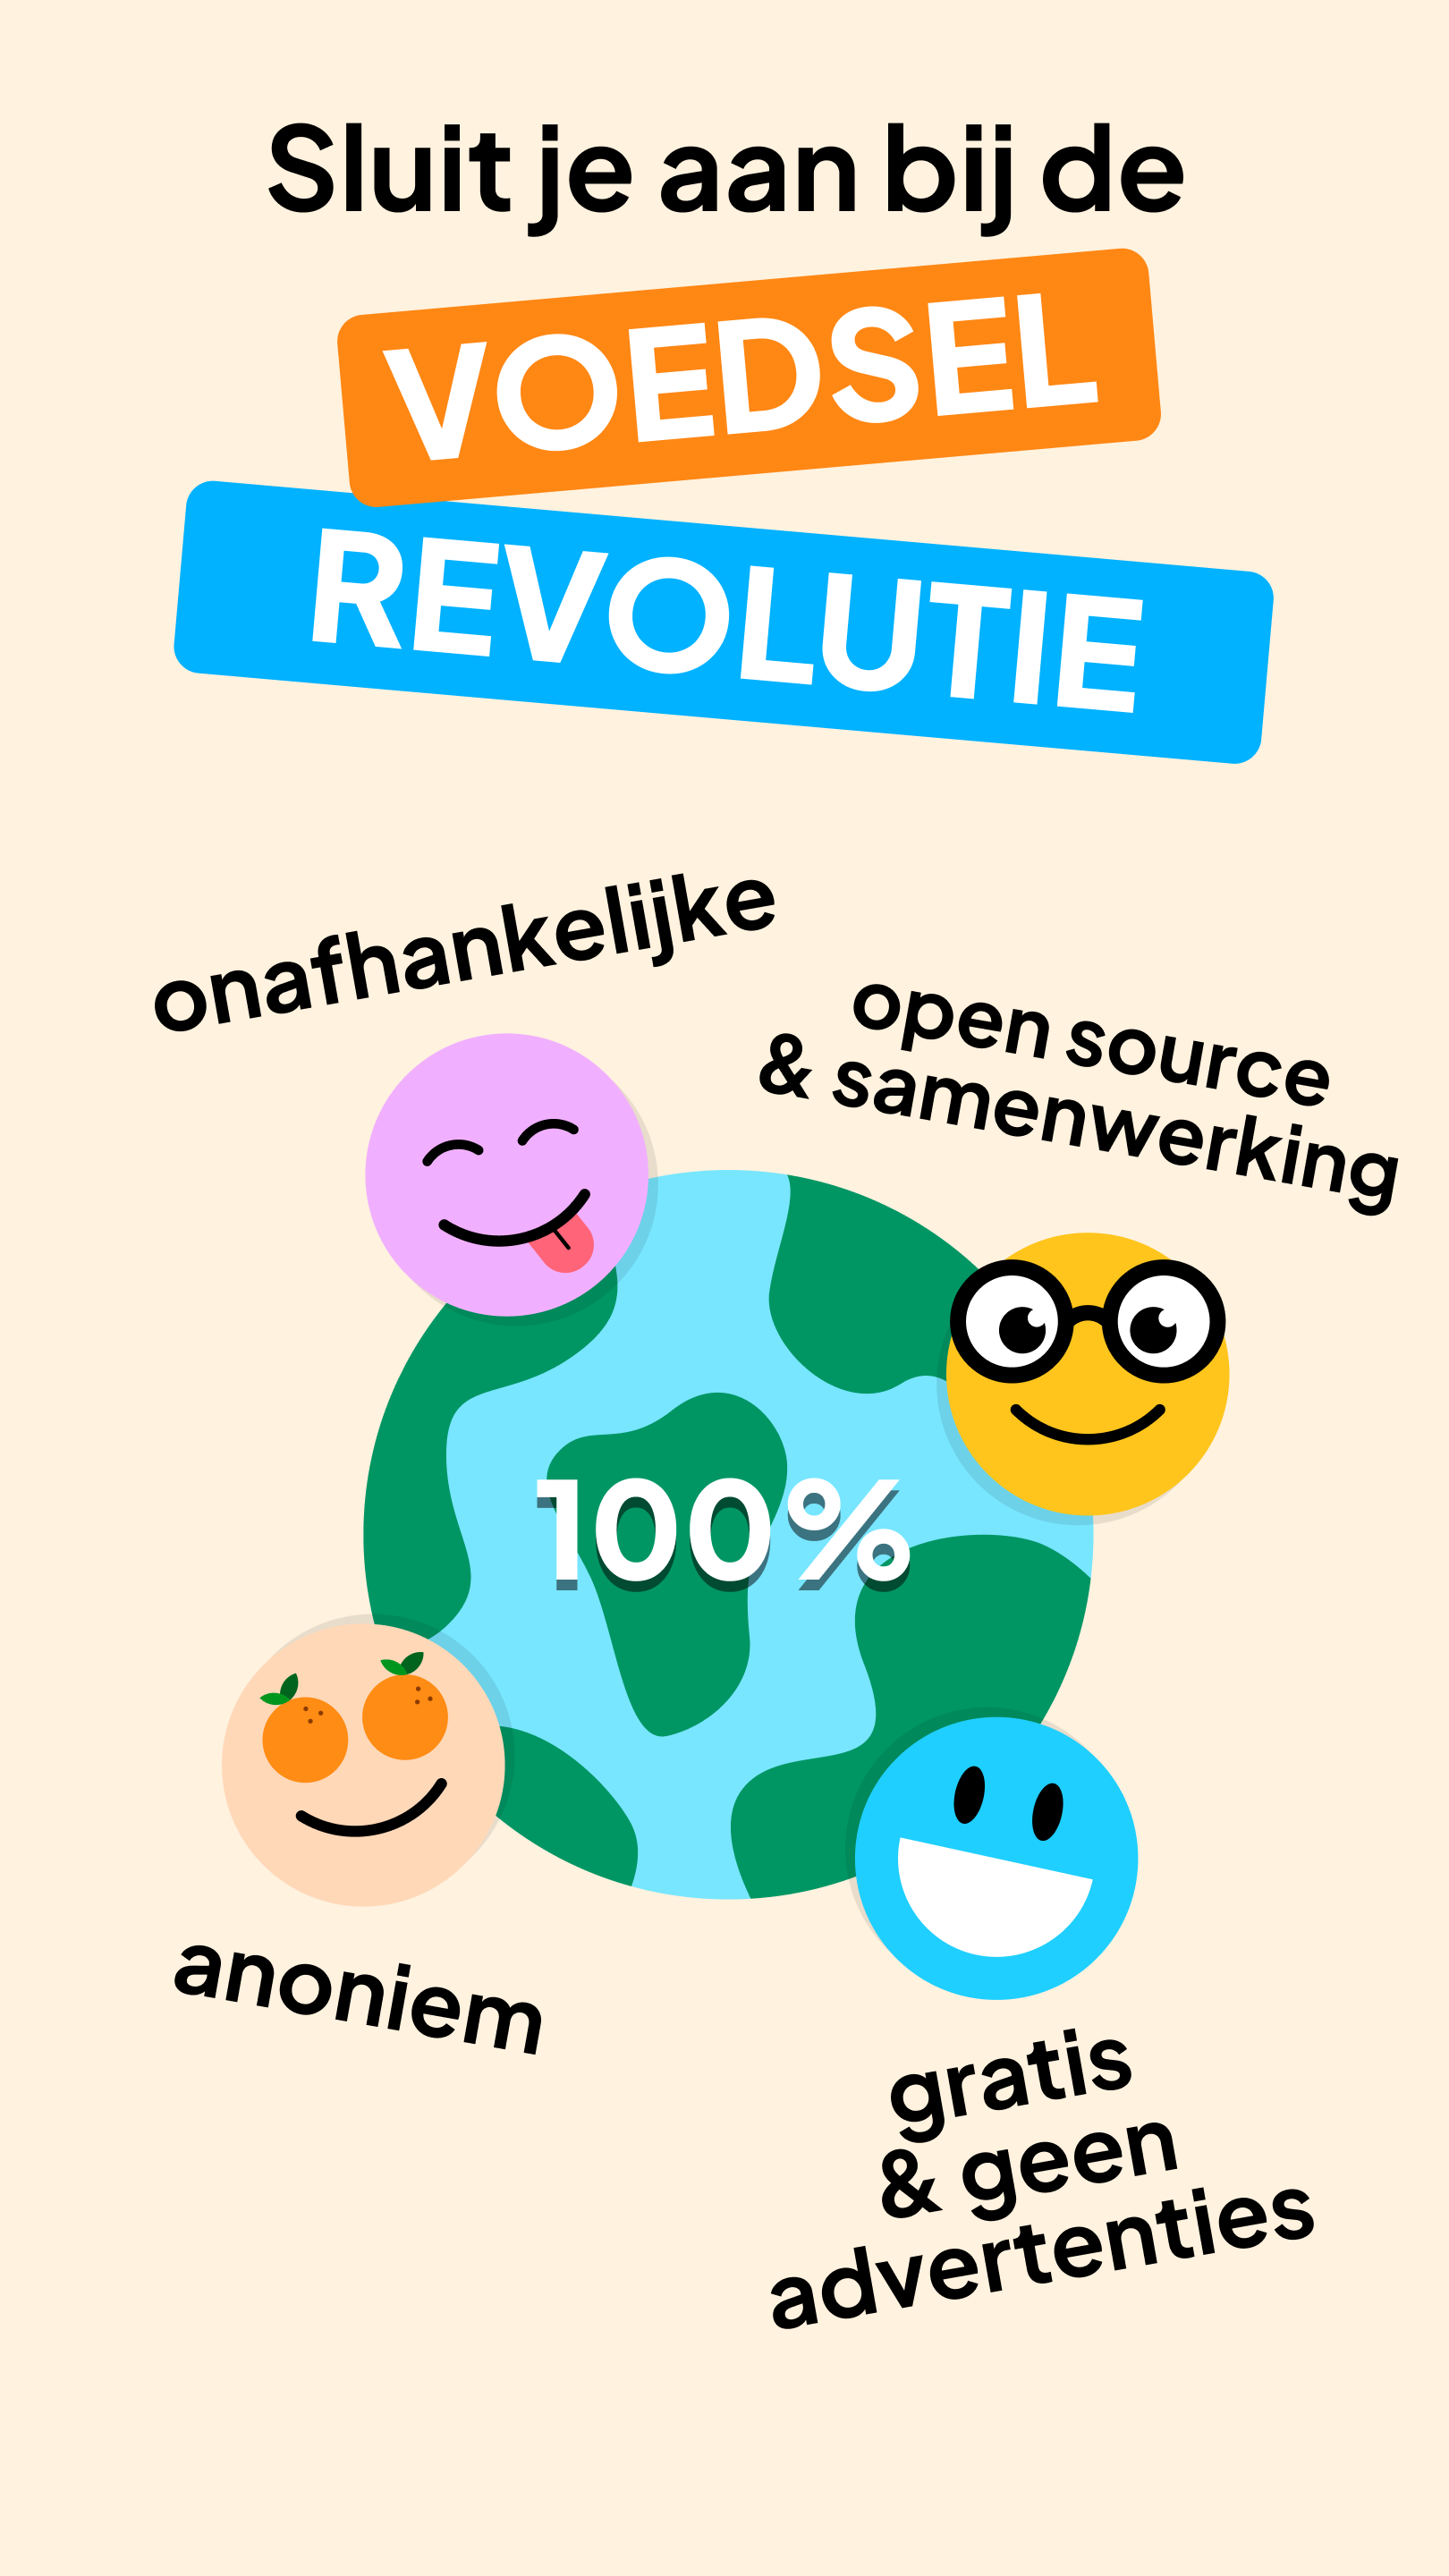 Sluit je aan bij de
VOEDSEL
REVOLUTIE
onafhankelijke
open source
& samenwerking
100%
anoniem
gratis
& geen
advertenties